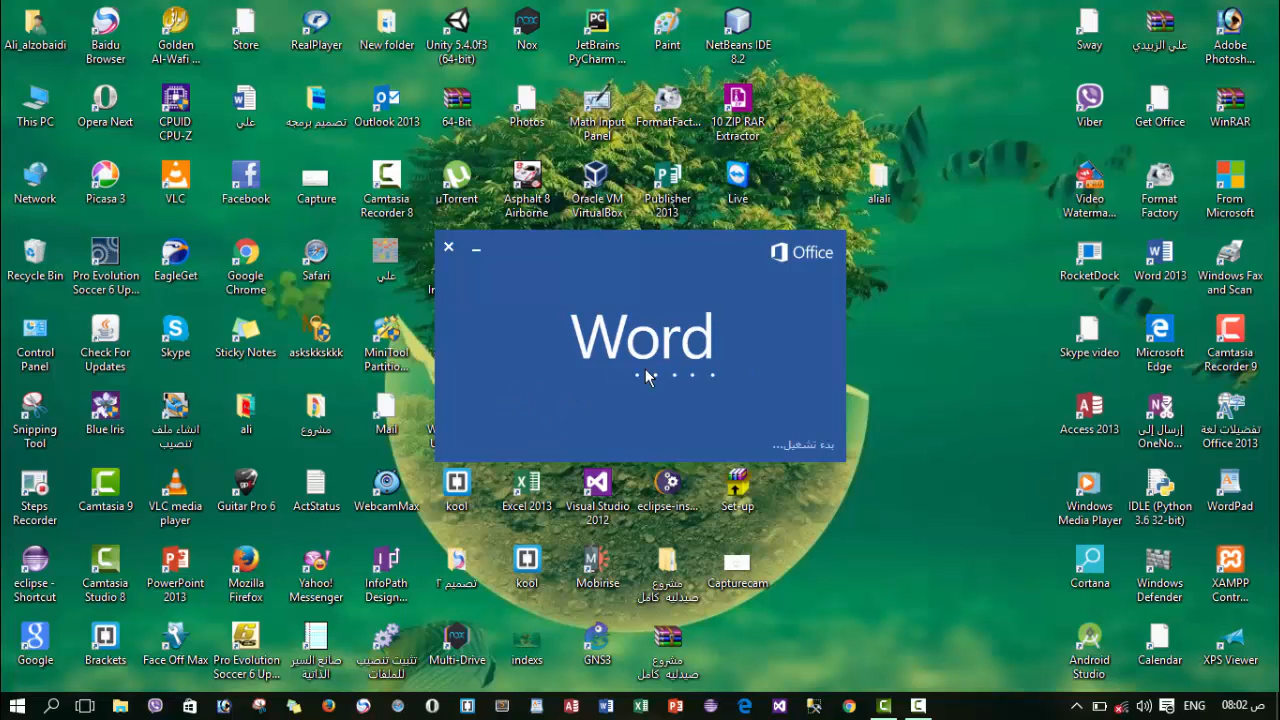 Ali_alzobaidi
Baidu
Browser
Golden
Al-Wafi ...
Store
RealPlayer
New folder
Unity 5.4.0f3
(64-bit)
Nox
JetBrains
PyCharm ...
Paint
NetBeans IDE
8.2
Sway
علي الزبيدي
Adobe
Photosh...
This PC
Opera Next
CPUID
CPU-Z
علي
تصميم برمجه
Outlook 2013
64-Bit
Photos
Math Input
Panel
FormatFact...
10 ZIP.RAR
Extractor
Viber
Get Office
WinRAR
Network
Picasa 3
VLC
Facebook
Capture
Camtasia
Recorder 8
µTorrent
Asphalt 8
Airborne
Oracle VM
VirtualBox
Publisher
2013
Live
aliali
Video
Waterma...
Format
Factory
From
Microsoft
Recycle Bin
Pro Evolution
Soccer 6 Up...
EagleGet
Google
Chrome
Safari
علي
Office
Word
بدء تشغيل...
RocketDock
Word 2013
Windows Fax
and Scan
Control
Panel
Check For
Updates
Skype
Sticky Notes
askskkskkk
MiniTool
Partitio...
Skype video
Microsoft
Edge
Camtasia
Recorder 9
Snipping
Tool
Blue Iris
انشاء ملف
تنصيب
ali
مشروع
Mail
Access 2013
إرسال إلى
OneNo...
تفضيلات لغة
Office 2013
Steps
Recorder
Camtasia 9
VLC media
player
Guitar Pro 6
ActStatus
WebcamMax
kool
Excel 2013
Visual Studio
2012
eclipse-ins...
Set-up
Windows
Media Player
IDLE (Python
3.6 32-bit)
WordPad
eclipse -
Shortcut
Camtasia
Studio 8
PowerPoint
2013
Mozilla
Firefox
Yahoo!
Messenger
InfoPath
Design...
تصميم ٢
kool
Mobirise
مشروع
صيدليه كامل
Capturecam
Cortana
Windows
Defender
XAMPP
Contr...
Google
Brackets
Face Off Max
Pro Evolution
Soccer 6 Up...
صانع السير
الذاتية
تثبيت تنصيب
للملفات
Multi-Drive
indexs
GNS3
مشروع
صيدليه كامل
Android
Studio
Calendar
XPS Viewer
ENG
08:02 ص